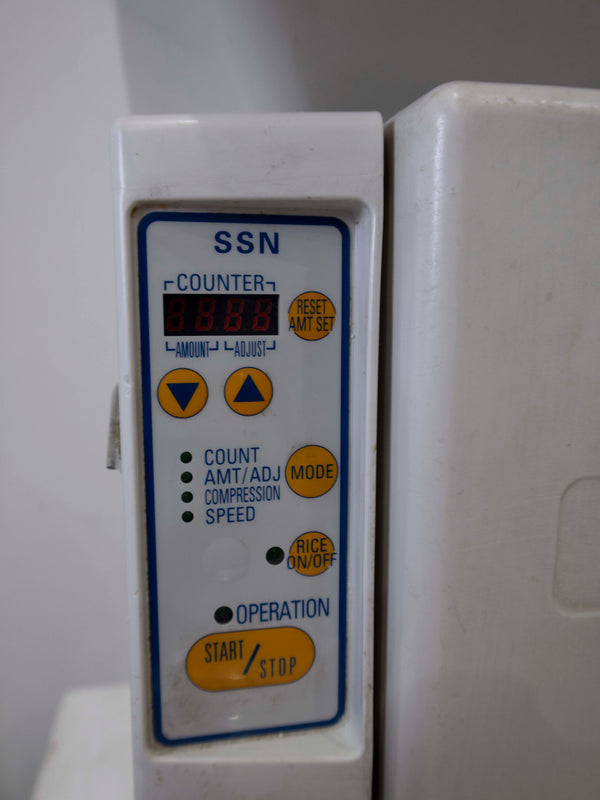 SSN
COUNTER
RESET
AMT SET
AMOUNT ADJUST
COUNT
AMT/ADJ
COMPRESSION
SPEED
MODE
RICE
ON/OFF
OPERATION
START/STOP